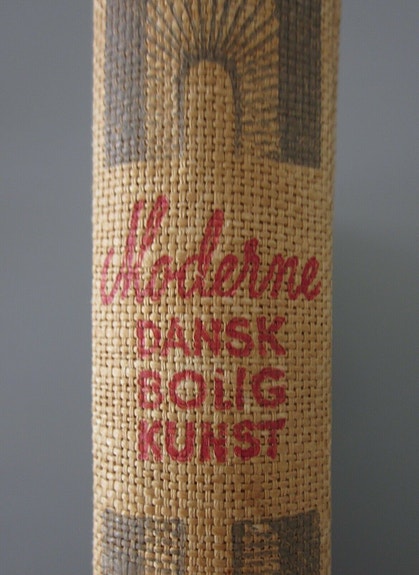 Moderne
DANSK
BOLIG
KUNST